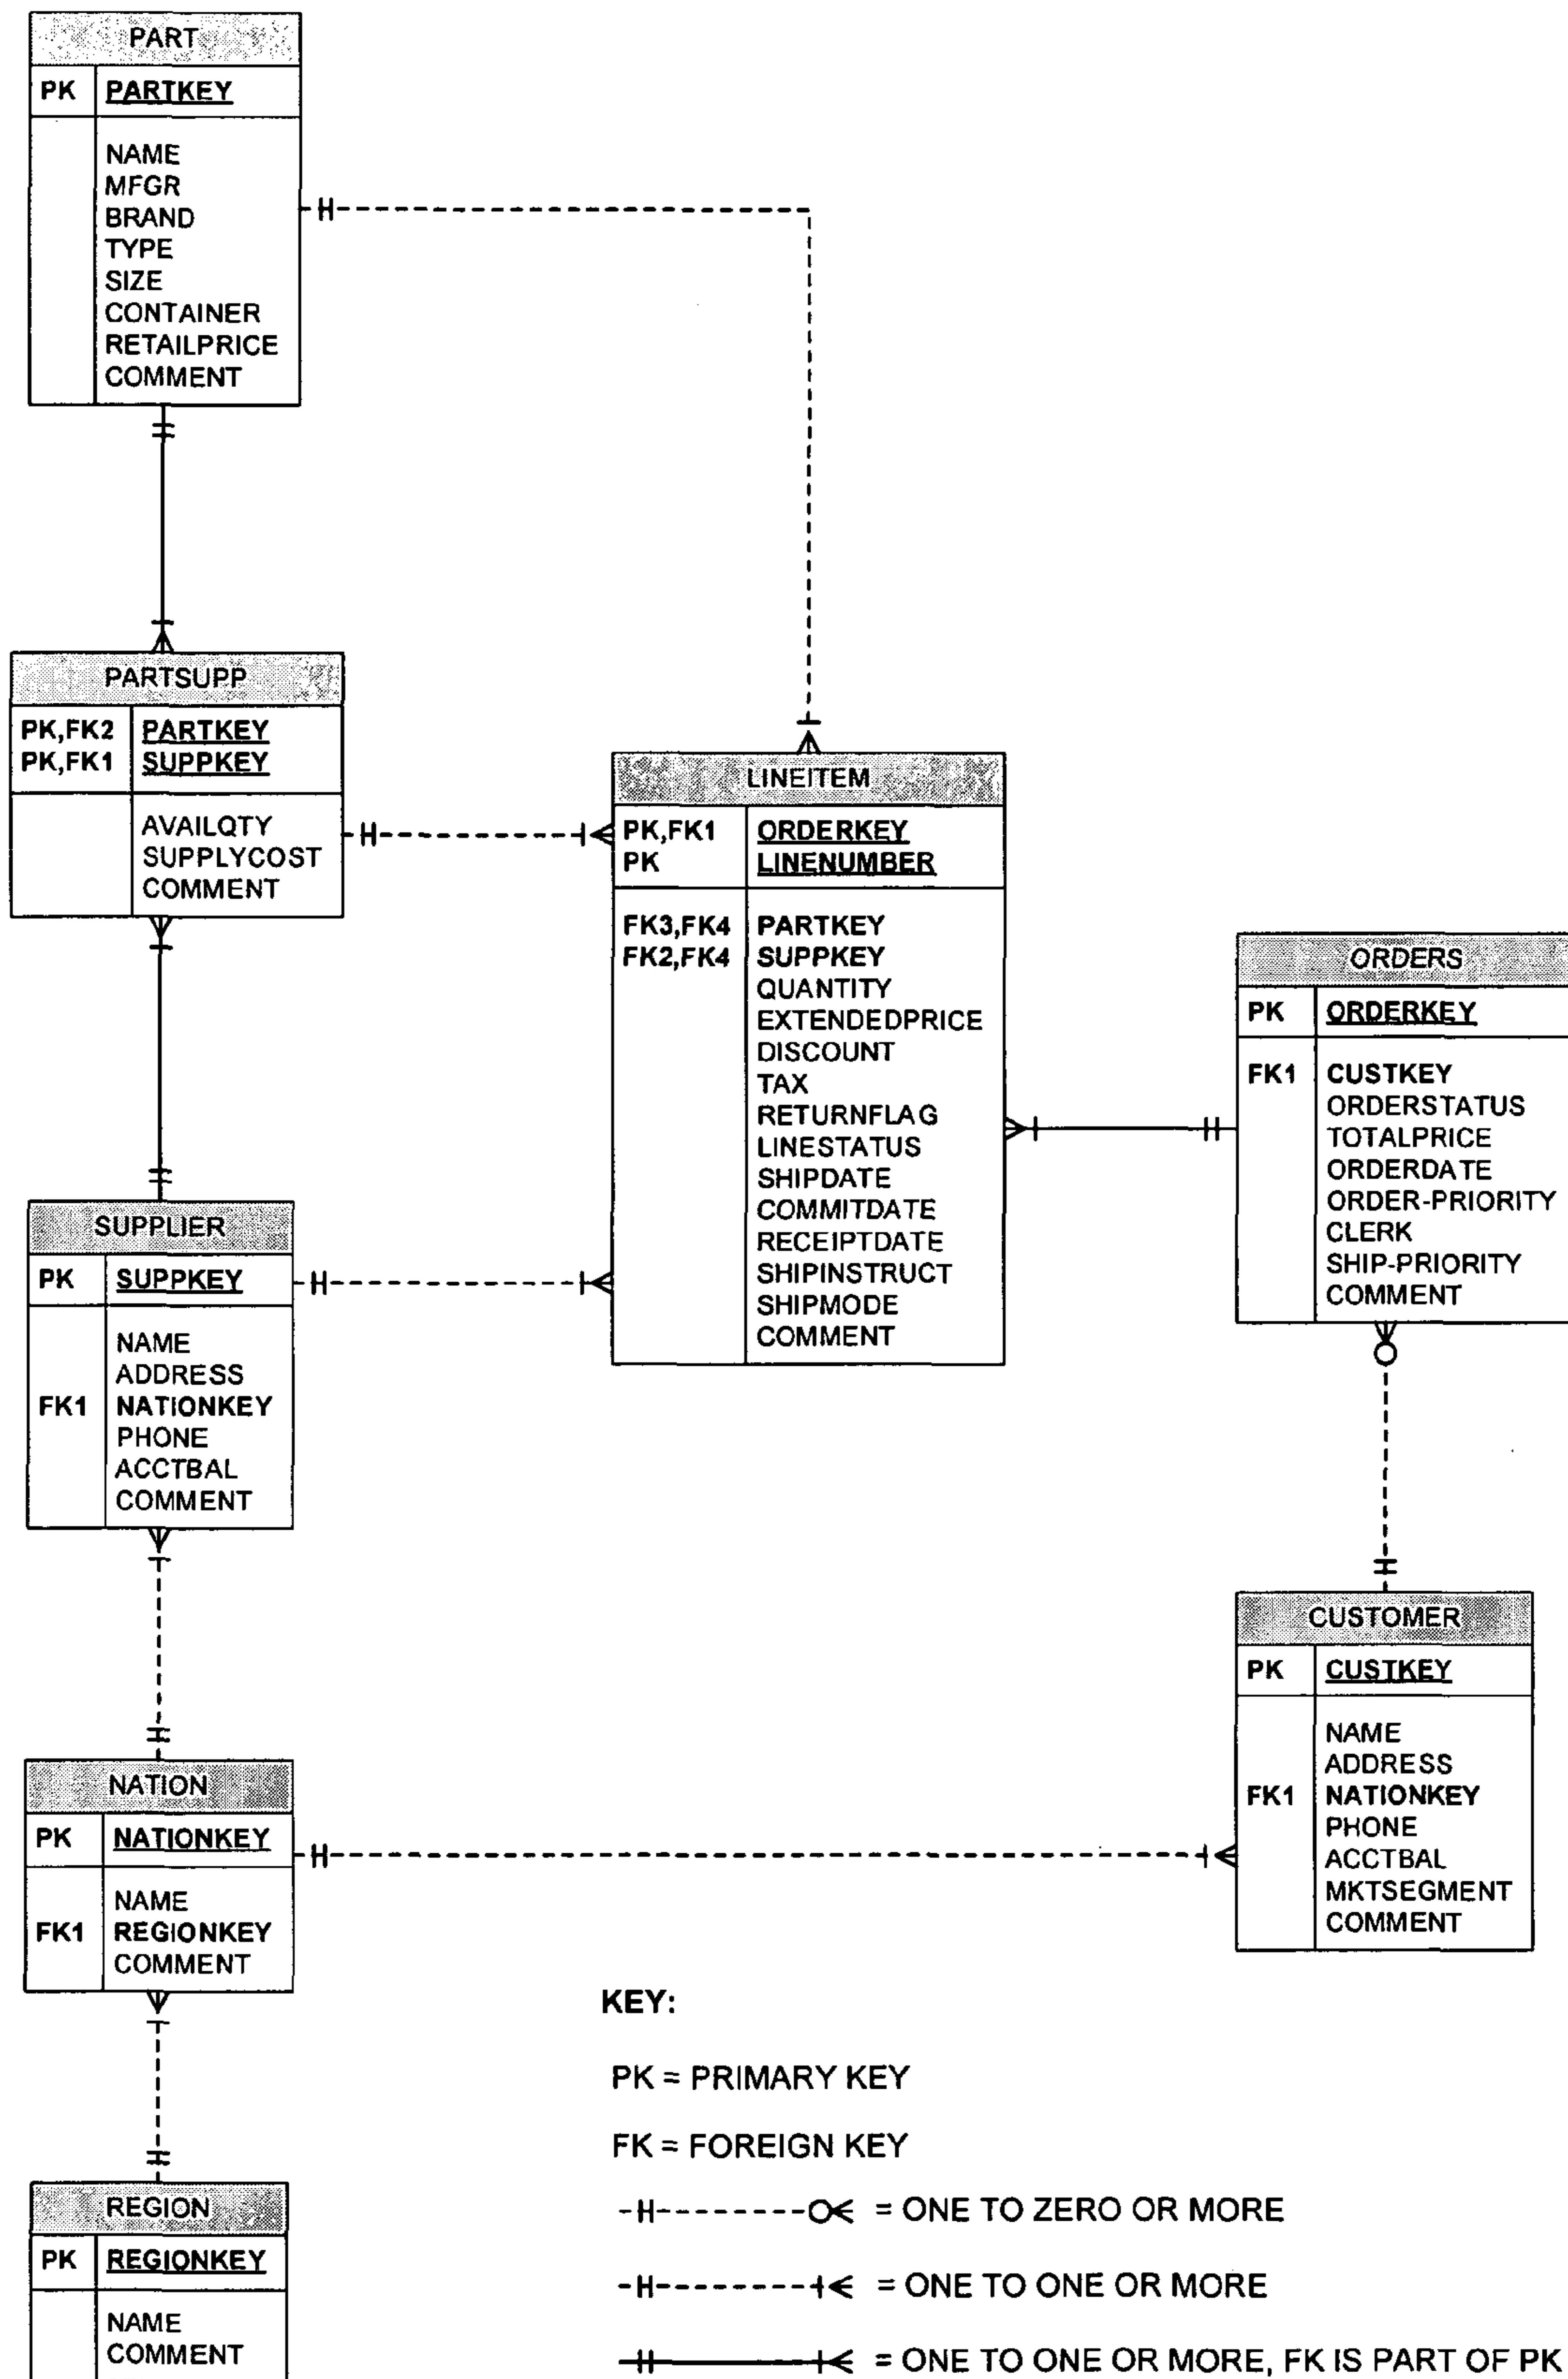 PART
PK PARTKEY
NAME
MFGR
BRAND
TYPE
SIZE
CONTAINER
RETAILPRICE
COMMENT
PARTSUPP
PK,FK2 PARTKEY
PK,FK1 SUPPKEY
AVAILQTY
SUPPLYCOST
COMMENT
LINEITEM
PK,FK1 ORDERKEY
PK LINENUMBER
FK3,FK4 PARTKEY
FK2,FK4 SUPPKEY
QUANTITY
EXTENDEDPRICE
DISCOUNT
TAX
RETURNFLAG
LINESTATUS
SHIPDATE
COMMITDATE
RECEIPTDATE
SHIPINSTRUCT
SHIPMODE
COMMENT
ORDERS
PK ORDERKEY
FK1 CUSTKEY
ORDERSTATUS
TOTALPRICE
ORDERDATE
ORDER-PRIORITY
CLERK
SHIP-PRIORITY
COMMENT
SUPPLIER
PK SUPPKEY
NAME
ADDRESS
FK1 NATIONKEY
PHONE
ACCTBAL
COMMENT
CUSTOMER
PK CUSTKEY
NAME
ADDRESS
FK1 NATIONKEY
PHONE
ACCTBAL
MKTSEGMENT
COMMENT
NATION
PK NATIONKEY
NAME
FK1 REGIONKEY
COMMENT
REGION
PK REGIONKEY
NAME
COMMENT
KEY:
PK = PRIMARY KEY
FK = FOREIGN KEY
= ONE TO ZERO OR MORE
= ONE TO ONE OR MORE
= ONE TO ONE OR MORE, FK IS PART OF PK